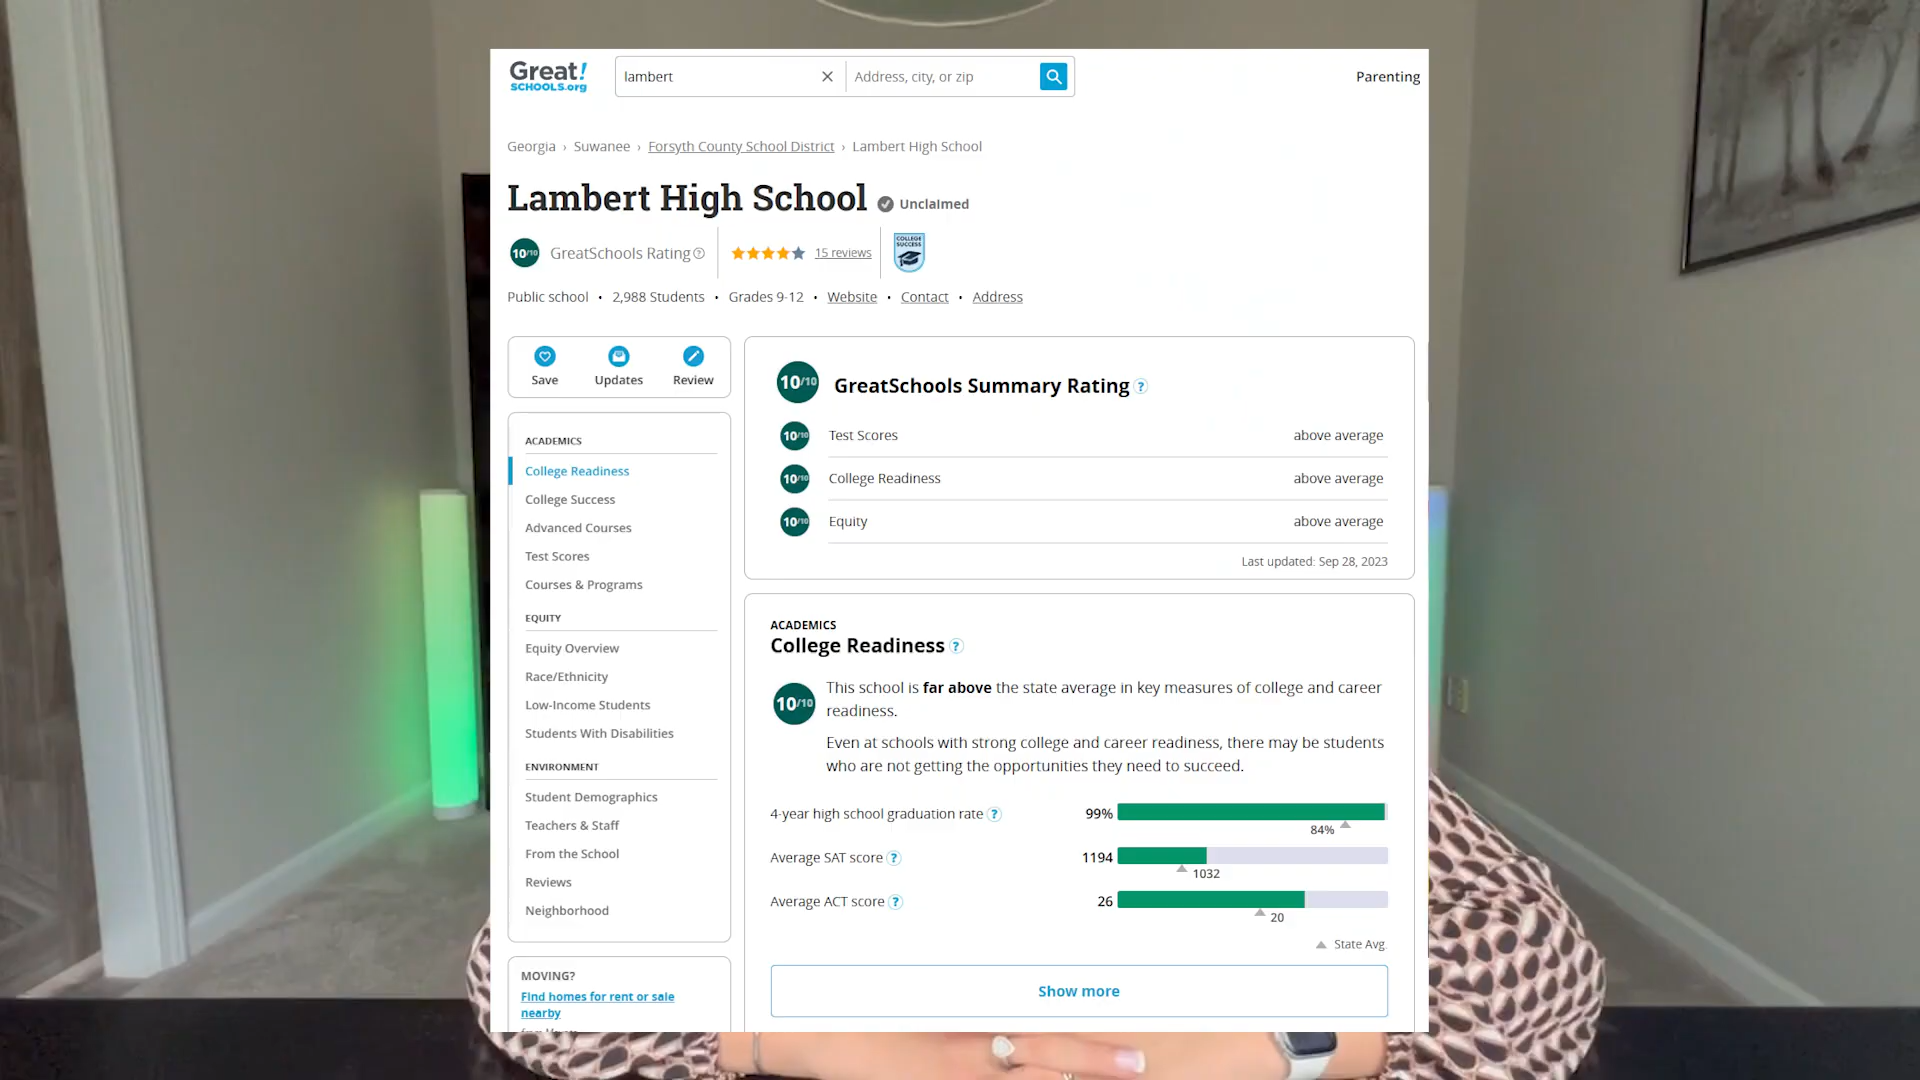 Great!
SCHOOLS.org
lambert
Address, city, or zip
Parenting
Georgia › Suwanee › Forsyth County School District › Lambert High School
Lambert High School Unclaimed
10/10 GreatSchools Rating ? 15 reviews COLLEGE SUCCESS
Public school • 2,988 Students • Grades 9-12 • Website • Contact • Address
Save Updates Review
ACADEMICS
College Readiness
College Success
Advanced Courses
Test Scores
Courses & Programs
EQUITY
Equity Overview
Race/Ethnicity
Low-Income Students
Students With Disabilities
ENVIRONMENT
Student Demographics
Teachers & Staff
From the School
Reviews
Neighborhood
MOVING?
Find homes for rent or sale
nearby
10/10 GreatSchools Summary Rating ?
10/10 Test Scores above average
10/10 College Readiness above average
10/10 Equity above average
Last updated: Sep 28, 2023
ACADEMICS
College Readiness ?
10/10
This school is far above the state average in key measures of college and career
readiness.
Even at schools with strong college and career readiness, there may be students
who are not getting the opportunities they need to succeed.
4-year high school graduation rate ? 99%
84%
Average SAT score ? 1194
1032
Average ACT score ? 26
20
State Avg.
Show more